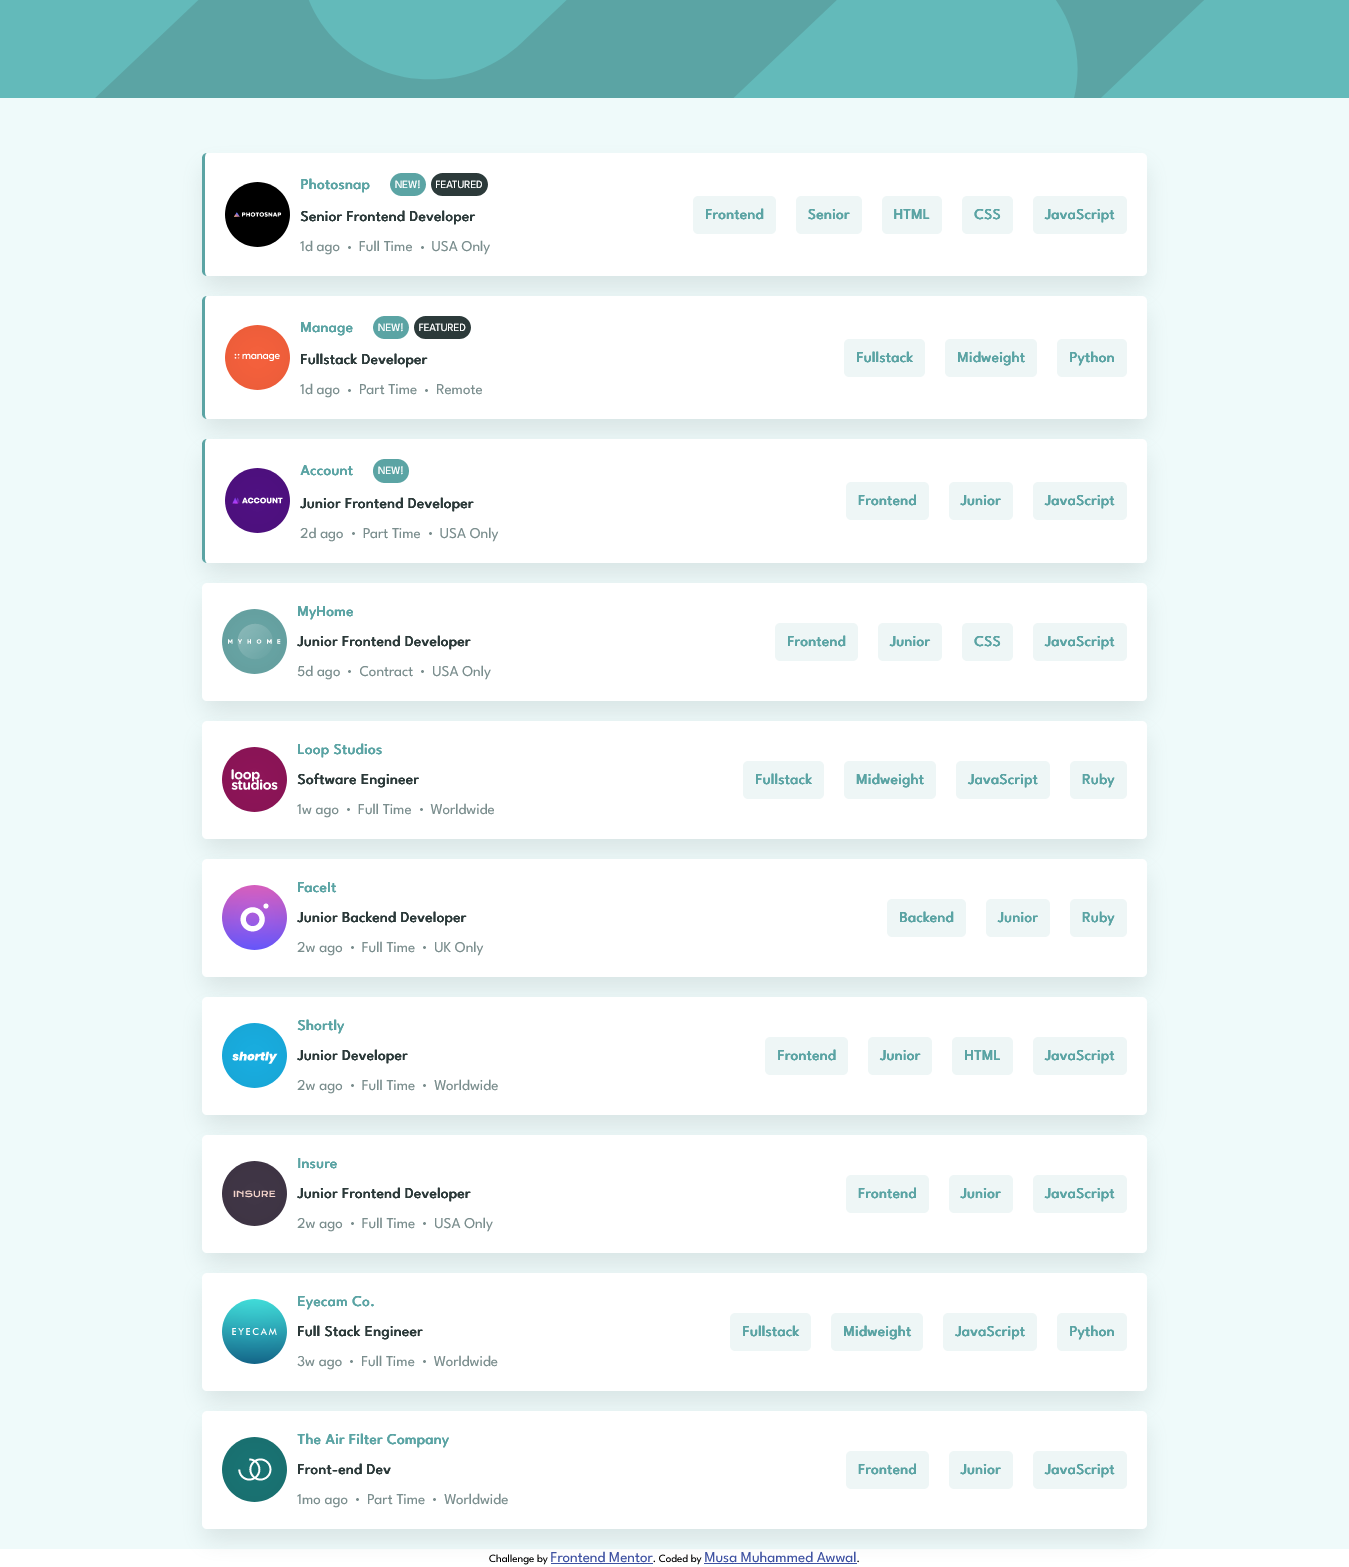 PHOTOSNAP
Photosnap NEW! FEATURED
Senior Frontend Developer
1d ago • Full Time • USA Only
Frontend Senior HTML CSS JavaScript
manage
Manage NEW! FEATURED
Fullstack Developer
1d ago • Part Time • Remote
Fullstack Midweight Python
ACCOUNT
Account NEW!
Junior Frontend Developer
2d ago • Part Time • USA Only
Frontend Junior JavaScript
MYHOME
MyHome
Junior Frontend Developer
5d ago • Contract • USA Only
Frontend Junior CSS JavaScript
loop
studios
Loop Studios
Software Engineer
1w ago • Full Time • Worldwide
Fullstack Midweight JavaScript Ruby
FaceIt
Junior Backend Developer
2w ago • Full Time • UK Only
Backend Junior Ruby
shortly
Shortly
Junior Developer
2w ago • Full Time • Worldwide
Frontend Junior HTML JavaScript
INSURE
Insure
Junior Frontend Developer
2w ago • Full Time • USA Only
Frontend Junior JavaScript
EYECAM
Eyecam Co.
Full Stack Engineer
3w ago • Full Time • Worldwide
Fullstack Midweight JavaScript Python
The Air Filter Company
Front-end Dev
1mo ago • Part Time • Worldwide
Frontend Junior JavaScript
Challenge by Frontend Mentor. Coded by Musa Muhammed Awwal.